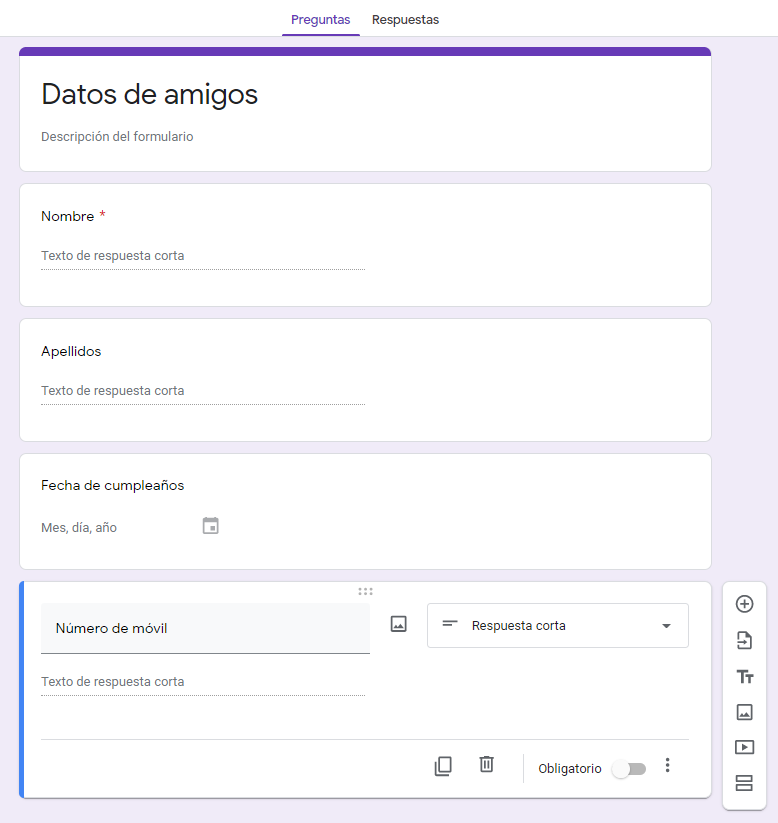 Preguntas Respuestas
Datos de amigos
Descripción del formulario
Nombre *
Texto de respuesta corta
Apellidos
Texto de respuesta corta
Fecha de cumpleaños
Mes, día, año
Número de móvil
Respuesta corta
Texto de respuesta corta
Obligatorio
Tт